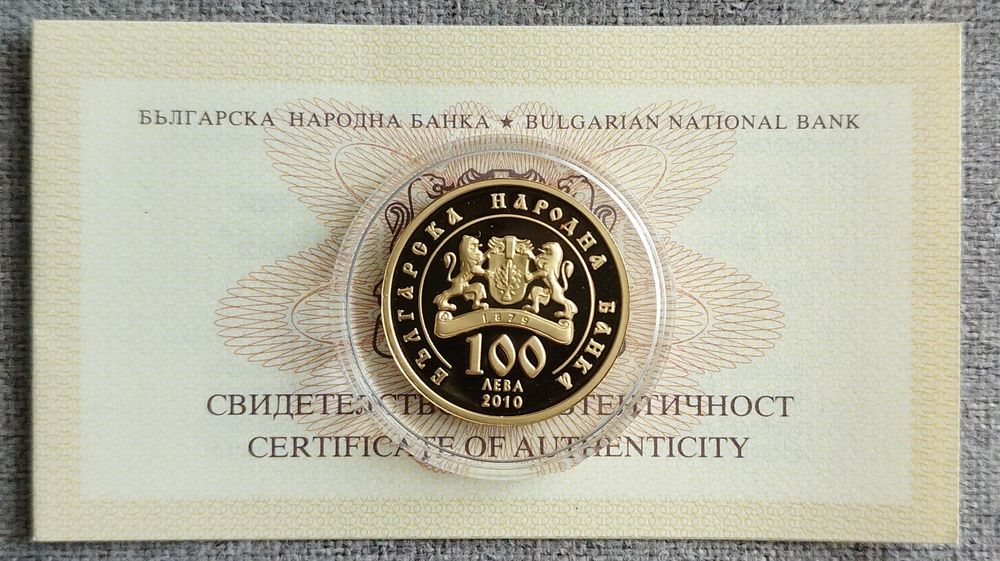 БЪЛГАРСКА НАРОДНА БАНКА ★ BULGARIAN NATIONAL BANK
БЪЛГАРСКА НАРОДНА БАНКА
1879
100
ЛЕВА
2010
CERTIFICATE OF AUTHENTICITY